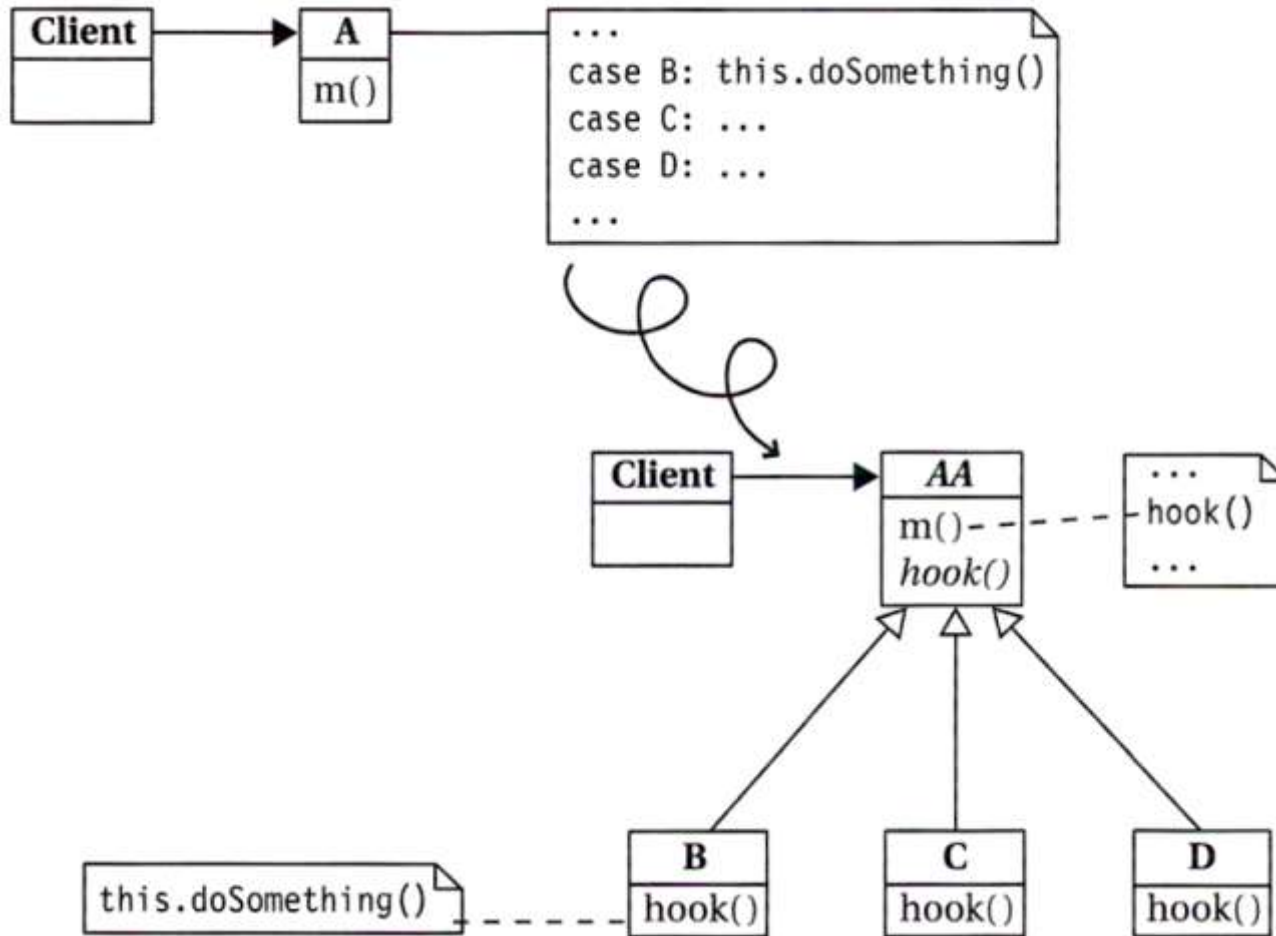 Client
A
m()
...
case B: this.doSomething()
case C: ...
case D: ...
...
Client
AA
m()
hook()
...
hook()
...
this.doSomething()
B
hook()
C
hook()
D
hook()